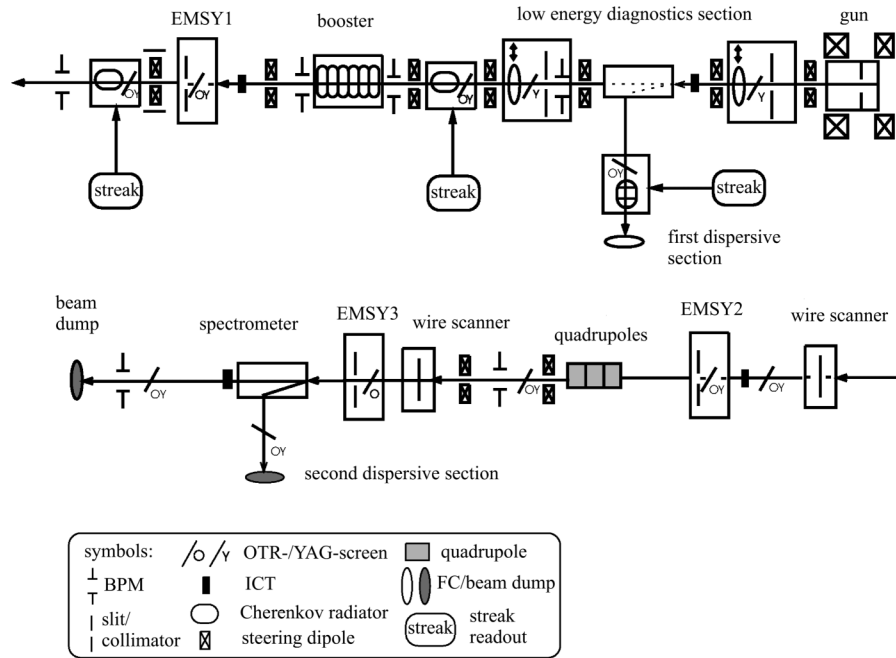 EMSY1
booster
low energy diagnostics section
gun
OY
OY
OY
Y
Y
streak
streak
OY
streak
first dispersive
section
beam
dump
spectrometer
EMSY3
wire scanner
quadrupoles
EMSY2
wire scanner
OY
O
OY
OY
OY
OY
second dispersive section
symbols:
O Y OTR-/YAG-screen
quadrupole
BPM
ICT
FC/beam dump
slit/
collimator
Cherenkov radiator
steering dipole
streak
streak
readout